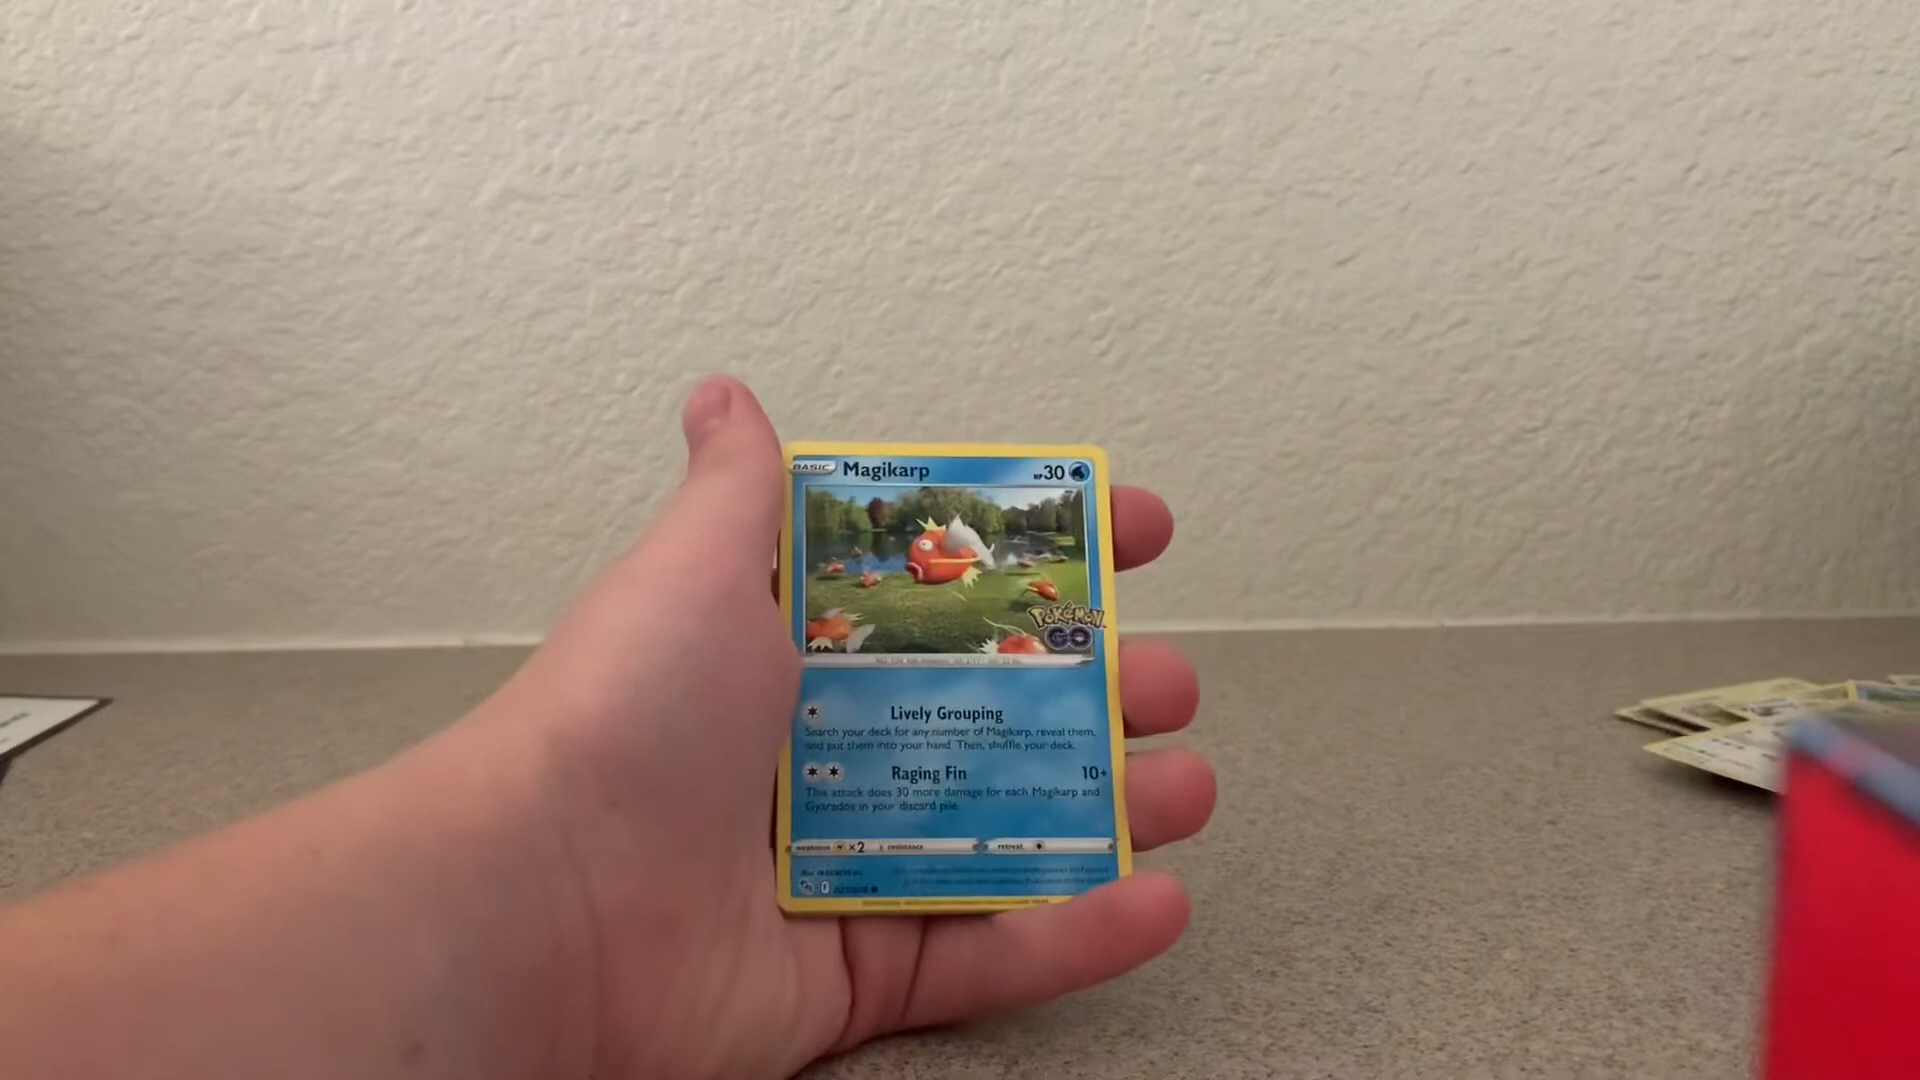 BASIC Magikarp HP 30
Pokémon
GO
Lively Grouping
Search your deck for any number of Magikarp, reveal them,
and put them into your hand. Then, shuffle your deck.
Raging Fin 10+
This attack does 30 more damage for each Magikarp and
Gyarados in your discard pile.
weakness ×2 resistance retreat